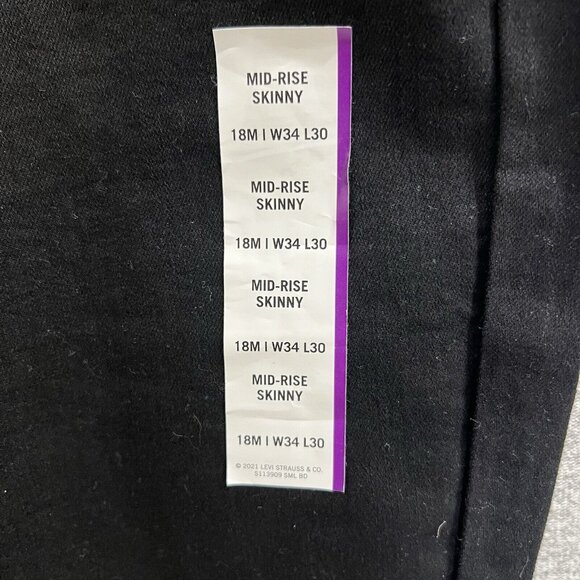 MID-RISE
SKINNY
18M | W34 L30
MID-RISE
SKINNY
18M | W34 L30
MID-RISE
SKINNY
18M | W34 L30
MID-RISE
SKINNY
18M | W34 L30
© 2021 LEVI STRAUSS & CO.
S113909 SML BD